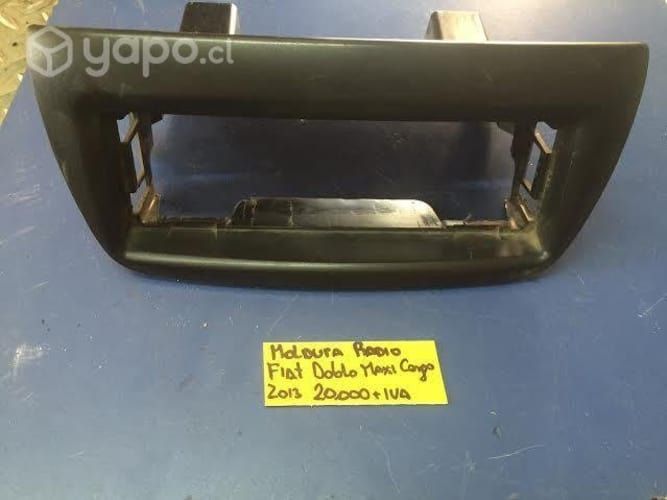 yapo.cl
MOLDURA RADIO
FIAT Doblo Maxi Cargo
2013 20.000 + IVA